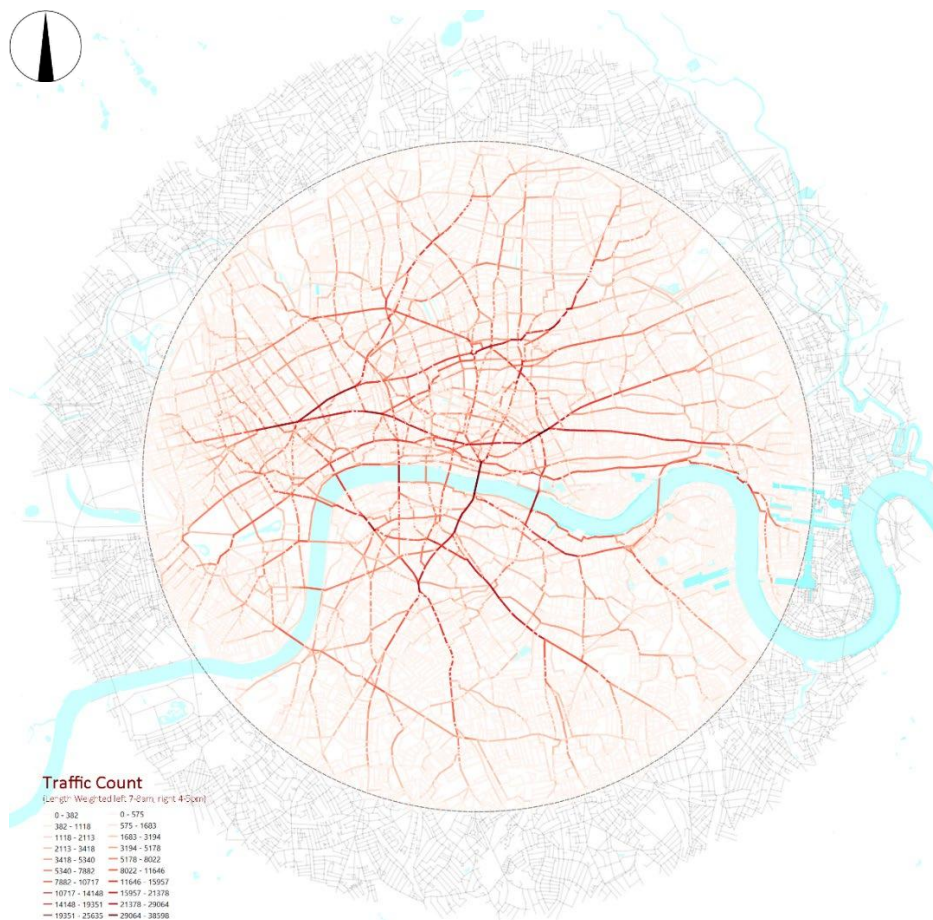 Traffic Count
(Length Weighted left 7-8am, right 4-5pm)
0 - 382 0 - 575
382 - 1118 575 - 1683
1118 - 2113 1683 - 3194
2113 - 3418 3194 - 5178
3418 - 5340 5178 - 8022
5340 - 7882 8022 - 11646
7882 - 10717 11646 - 15957
10717 - 14148 15957 - 21378
14148 - 19351 21378 - 29064
19351 - 25635 29064 - 38598